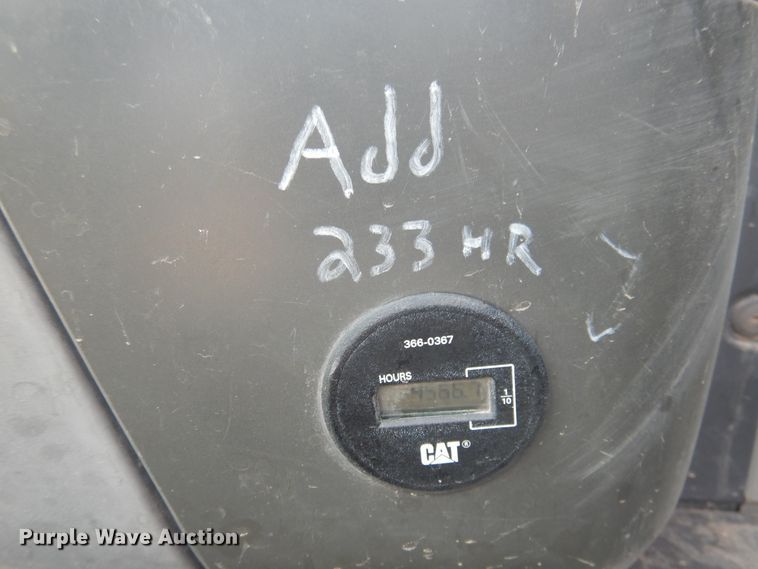 Add
233 HR
366-0367
HOURS
1/10
CAT®
Purple Wave Auction